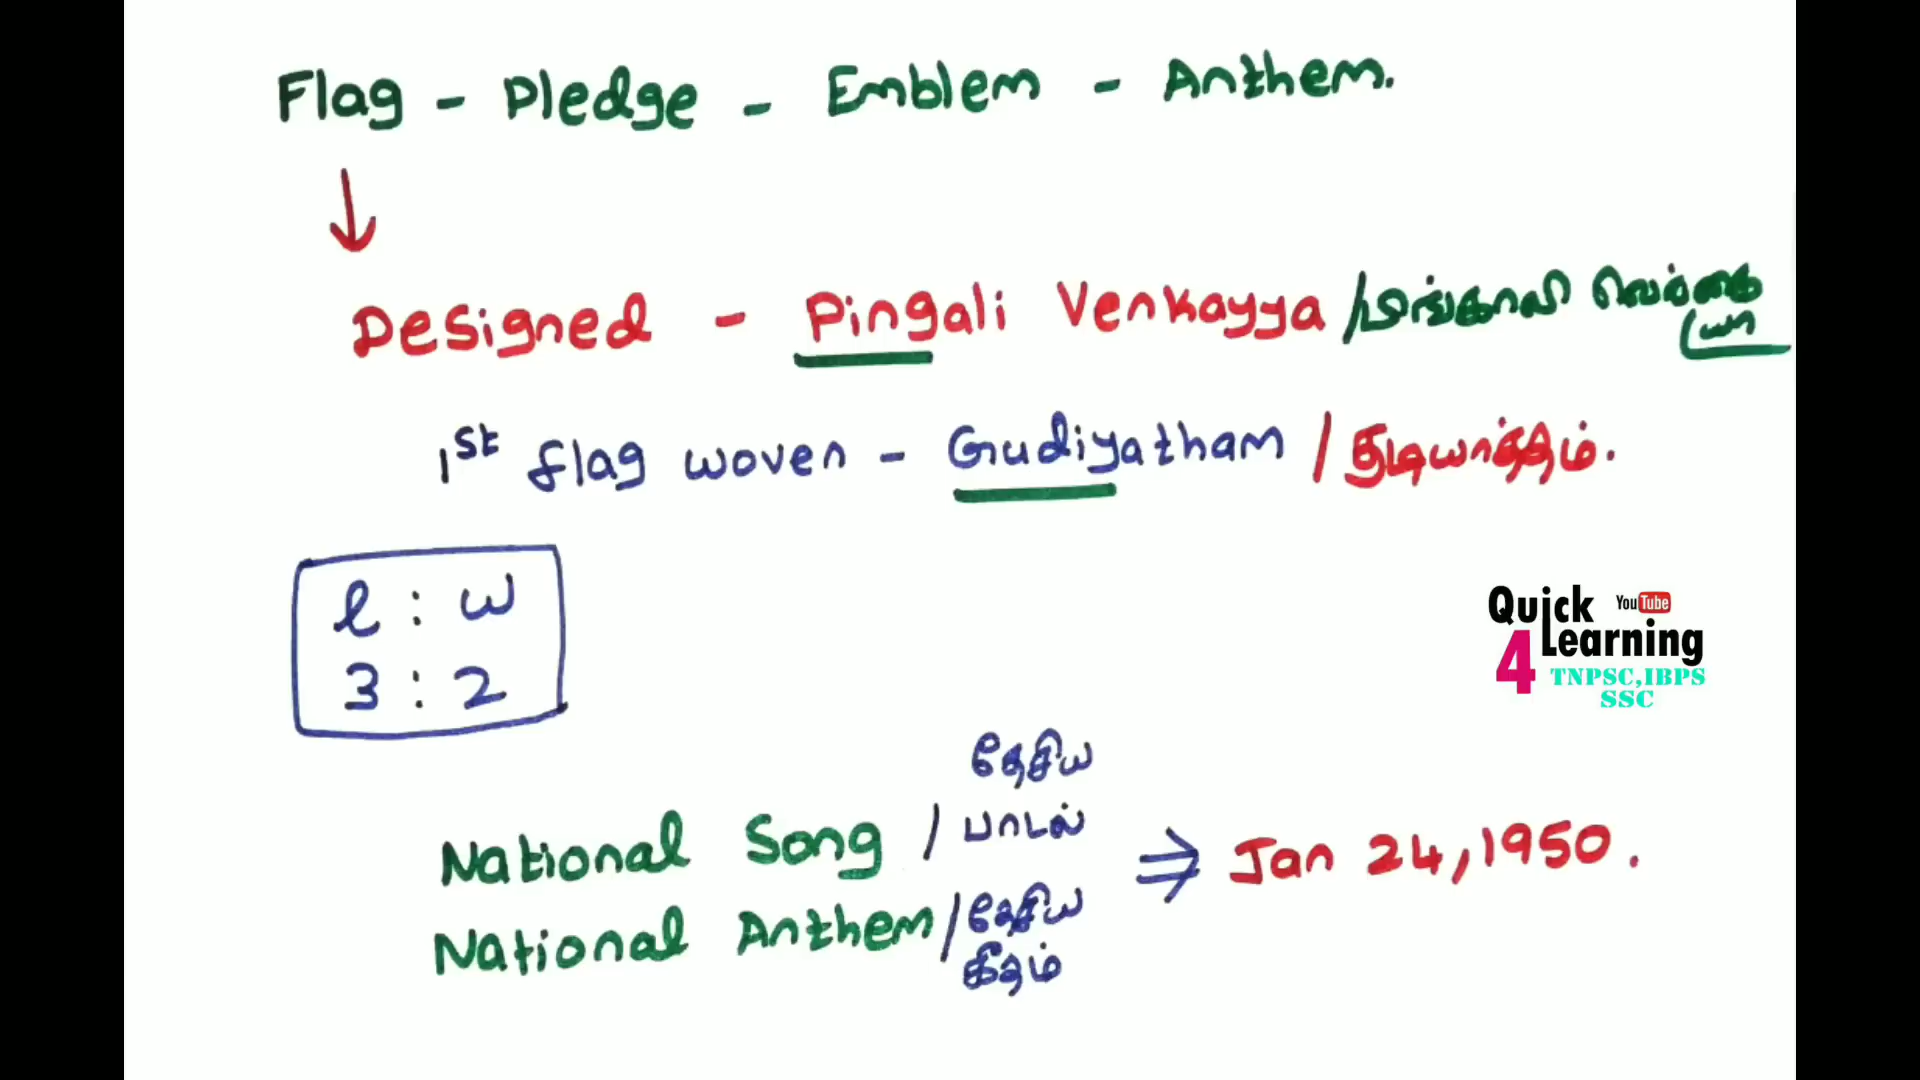 Flag - Pledge - Emblem - Anthem.
Designed - Pingali Venkayya / பிங்காலி வெங்கை
யா
1st flag woven - Gudiyatham / குடியாத்தம்.
l : w
3 : 2
Quick YouTube
4 Learning
TNPSC,IBPS
SSC
தேசிய
National Song / பாடல்
⇒ Jan 24, 1950.
National Anthem / தேசிய
கீதம்